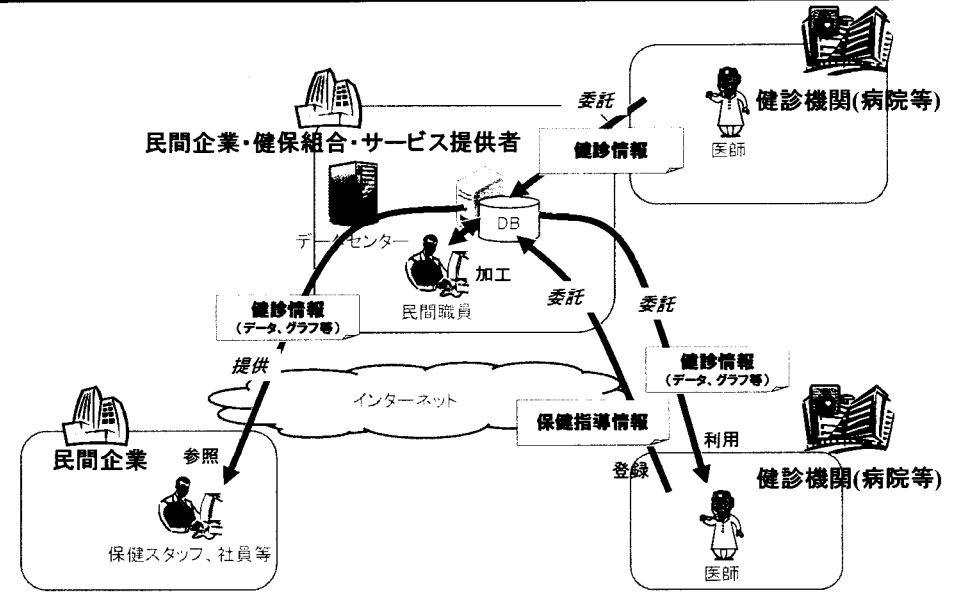 委託
健診機関(病院等)
民間企業・健保組合・サービス提供者
健診情報
医師
DB
データセンター
加工
民間職員
委託
委託
健診情報
(データ、グラフ等)
提供
健診情報
(データ、グラフ等)
インターネット
保健指導情報
民間企業
参照
利用
登録
健診機関(病院等)
保健スタッフ、社員等
医師